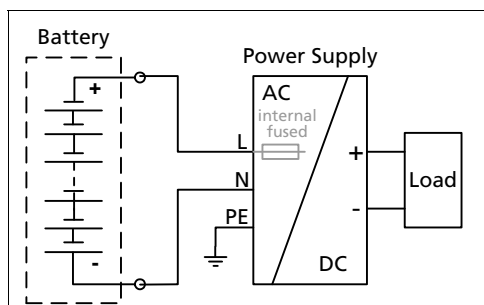 Battery
Power Supply
+
AC
internal
fused
L
N
PE
+
-
Load
-
DC